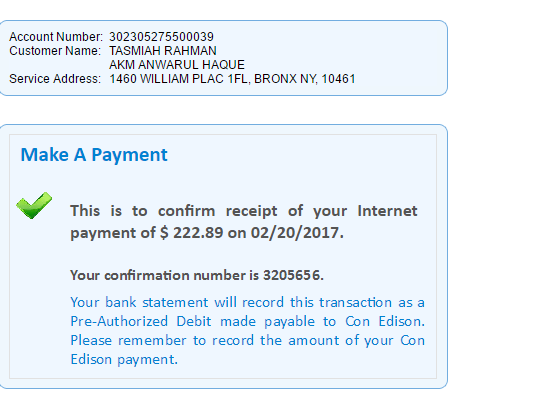 Account Number: 302305275500039
Customer Name: TASMIAH RAHMAN
AKM ANWARUL HAQUE
Service Address: 1460 WILLIAM PLAC 1FL, BRONX NY, 10461
Make A Payment
This is to confirm receipt of your Internet
payment of $ 222.89 on 02/20/2017.
Your confirmation number is 3205656.
Your bank statement will record this transaction as a
Pre-Authorized Debit made payable to Con Edison.
Please remember to record the amount of your Con
Edison payment.